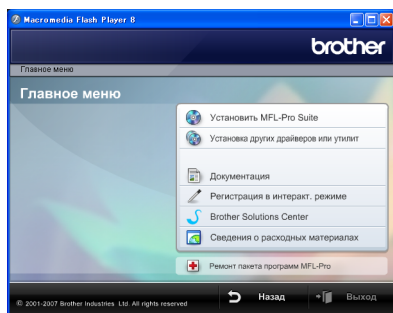 Macromedia Flash Player 8
brother
Главное меню
Главное меню
Установить MFL-Pro Suite
Установка других драйверов или утилит
Документация
Регистрация в интеракт. режиме
Brother Solutions Center
Сведения о расходных материалах
Ремонт пакета программ MFL-Pro
© 2001-2007 Brother Industries Ltd. All rights reserved
Назад
Выход